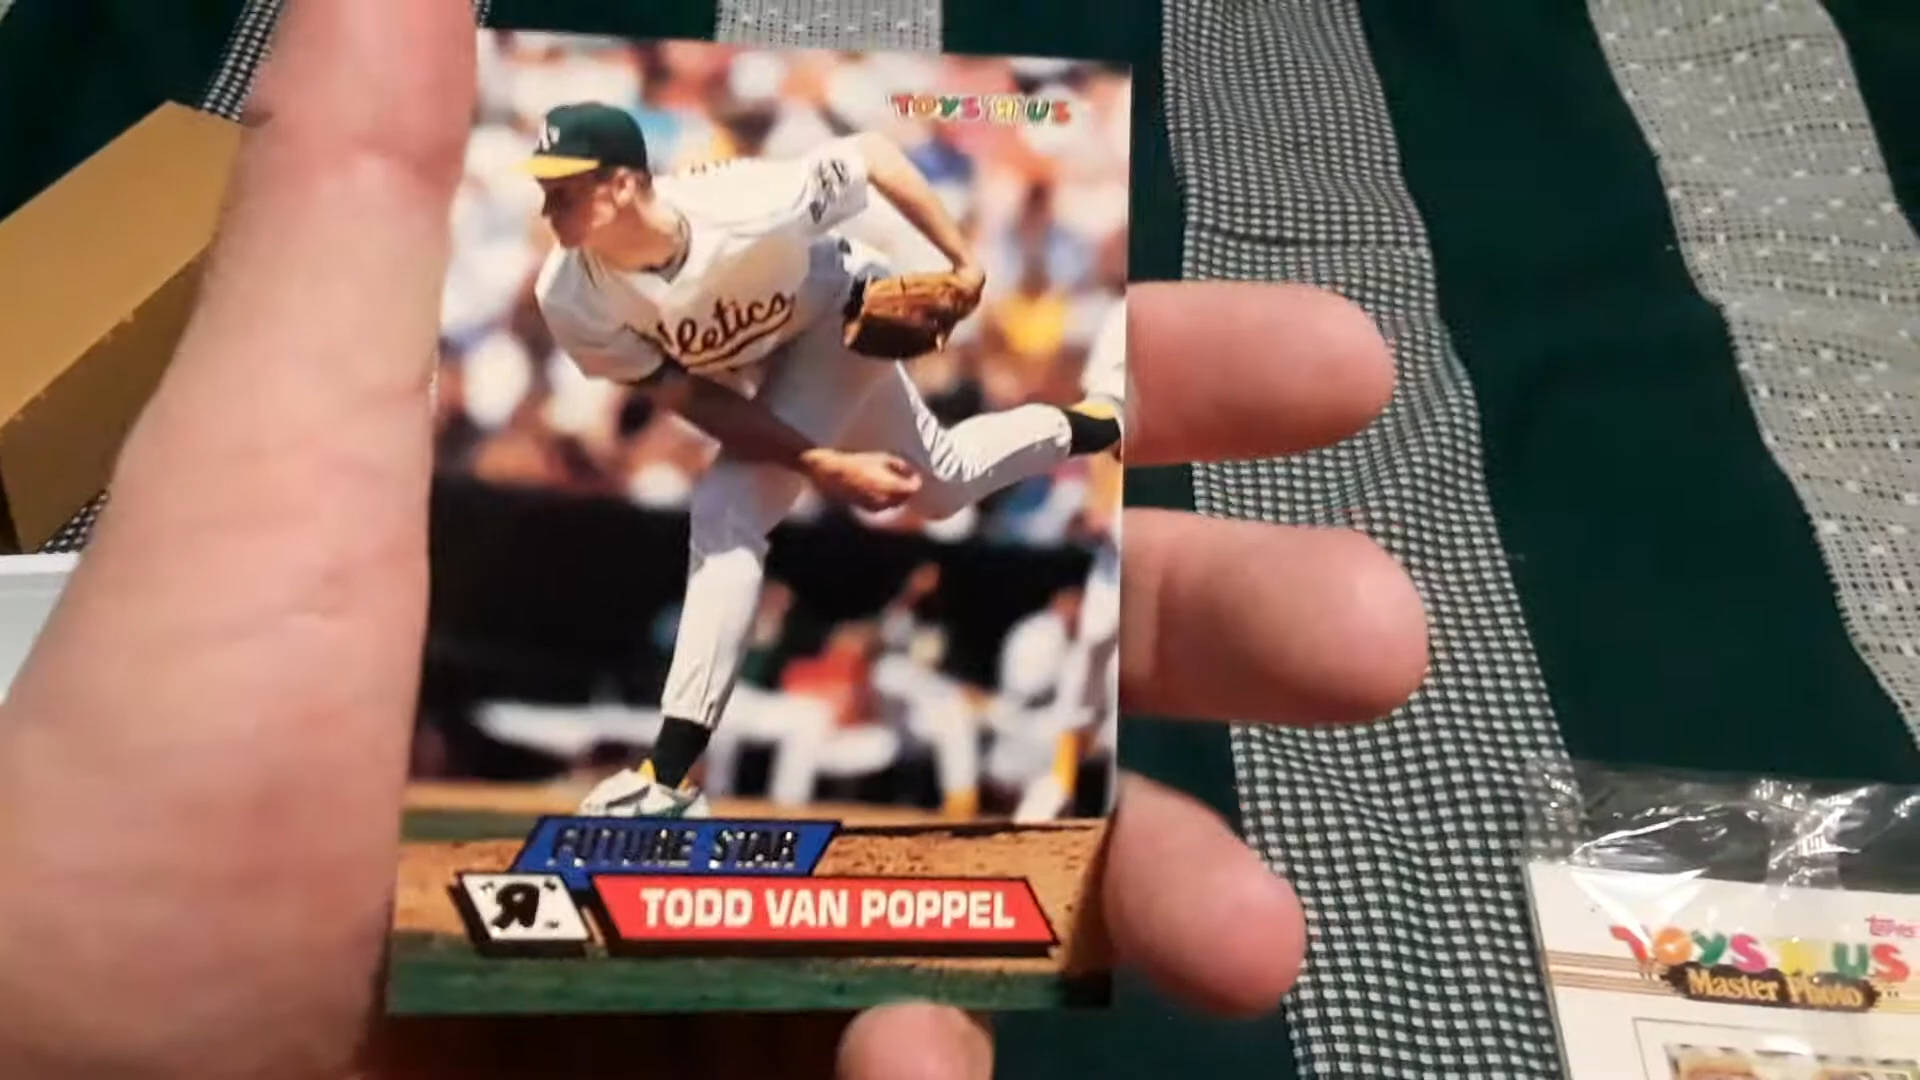 TOYS "R" US
A's
Athletics
FUTURE STAR
"R"
TODD VAN POPPEL
Topps
TOYS "R" US
Master Photo